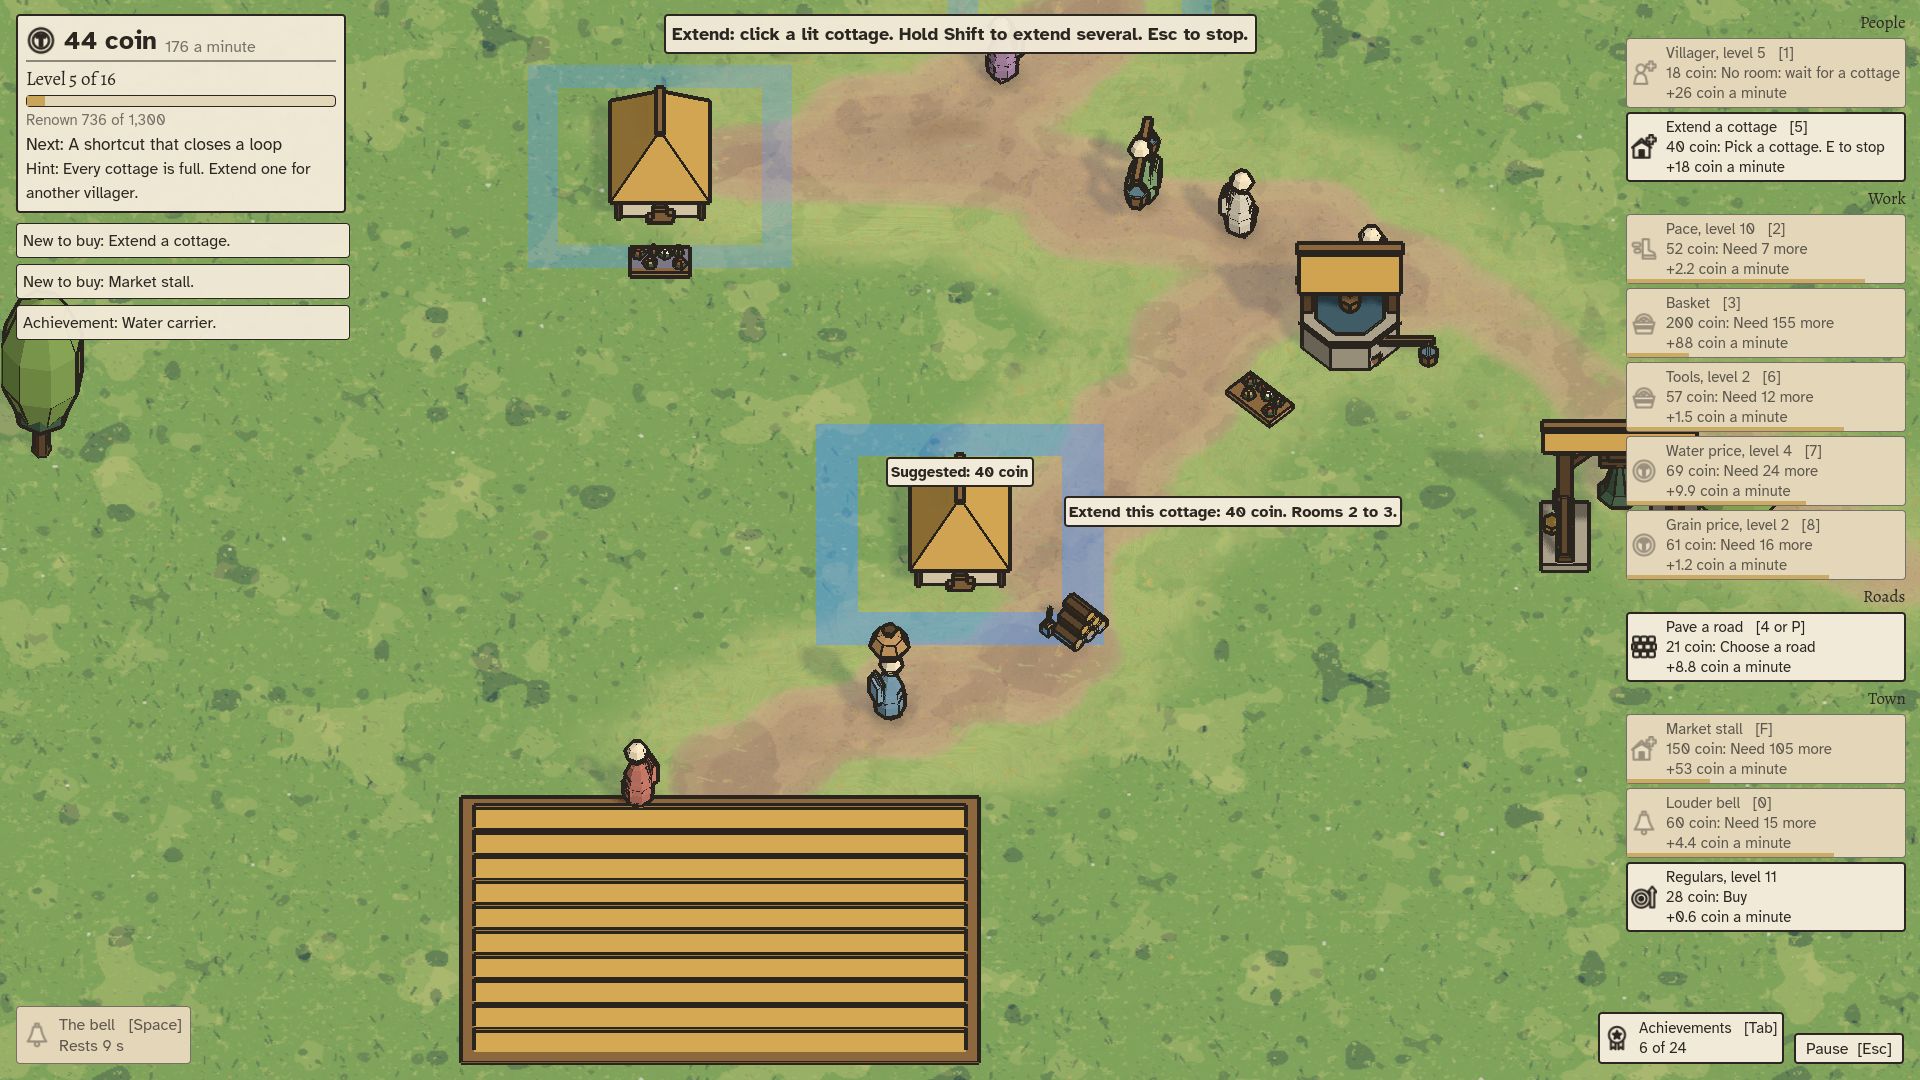 44 coin 176 a minute
Level 5 of 16
Renown 736 of 1,300
Next: A shortcut that closes a loop
Hint: Every cottage is full. Extend one for
another villager.
New to buy: Extend a cottage.
New to buy: Market stall.
Achievement: Water carrier.
Extend: click a lit cottage. Hold Shift to extend several. Esc to stop.
Suggested: 40 coin
Extend this cottage: 40 coin. Rooms 2 to 3.
People
Villager, level 5 [1]
18 coin: No room: wait for a cottage
+26 coin a minute
Extend a cottage [5]
40 coin: Pick a cottage. E to stop
+18 coin a minute
Work
Pace, level 10 [2]
52 coin: Need 7 more
+2.2 coin a minute
Basket [3]
200 coin: Need 155 more
+88 coin a minute
Tools, level 2 [6]
57 coin: Need 12 more
+1.5 coin a minute
Water price, level 4 [7]
69 coin: Need 24 more
+9.9 coin a minute
Grain price, level 2 [8]
61 coin: Need 16 more
+1.2 coin a minute
Roads
Pave a road [4 or P]
21 coin: Choose a road
+8.8 coin a minute
Town
Market stall [F]
150 coin: Need 105 more
+53 coin a minute
Louder bell [0]
60 coin: Need 15 more
+4.4 coin a minute
Regulars, level 11
28 coin: Buy
+0.6 coin a minute
The bell [Space]
Rests 9 s
Achievements [Tab]
6 of 24
Pause [Esc]